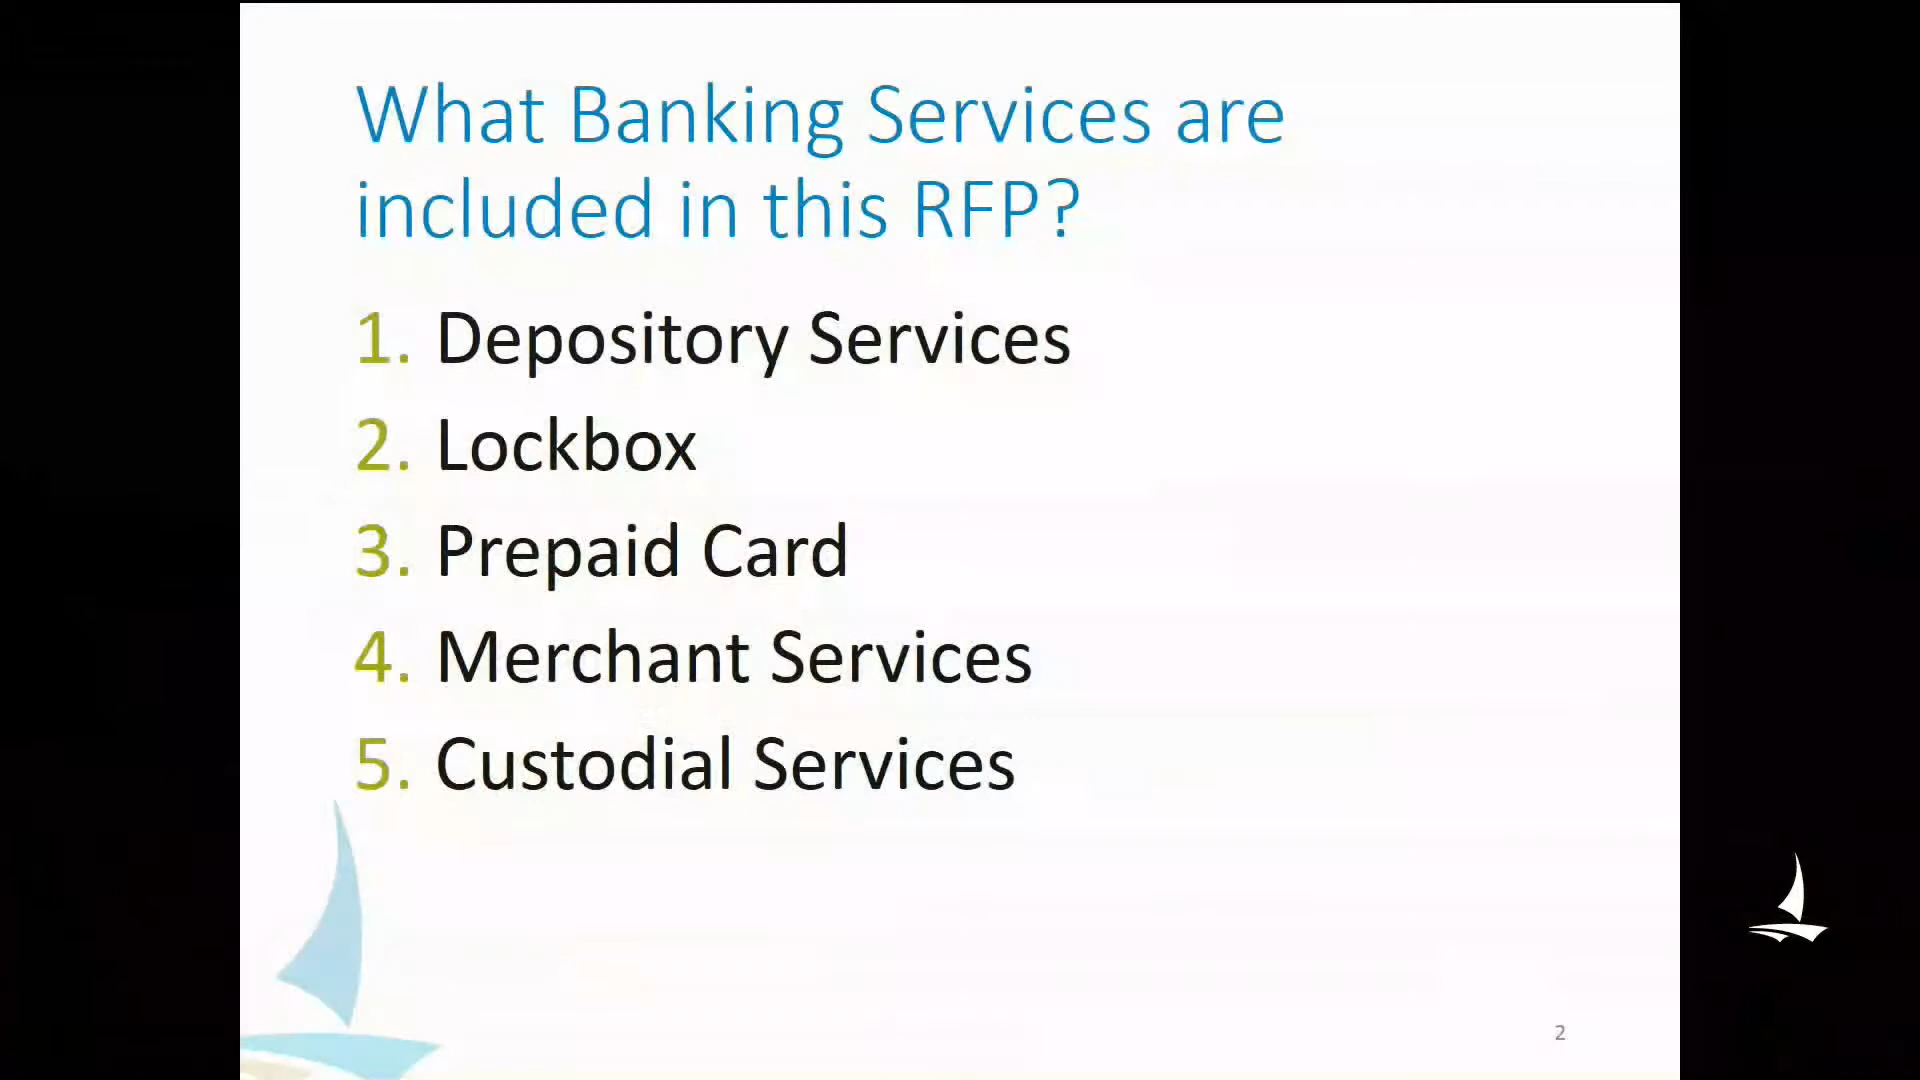 What Banking Services are
included in this RFP?
1. Depository Services
2. Lockbox
3. Prepaid Card
4. Merchant Services
5. Custodial Services
2